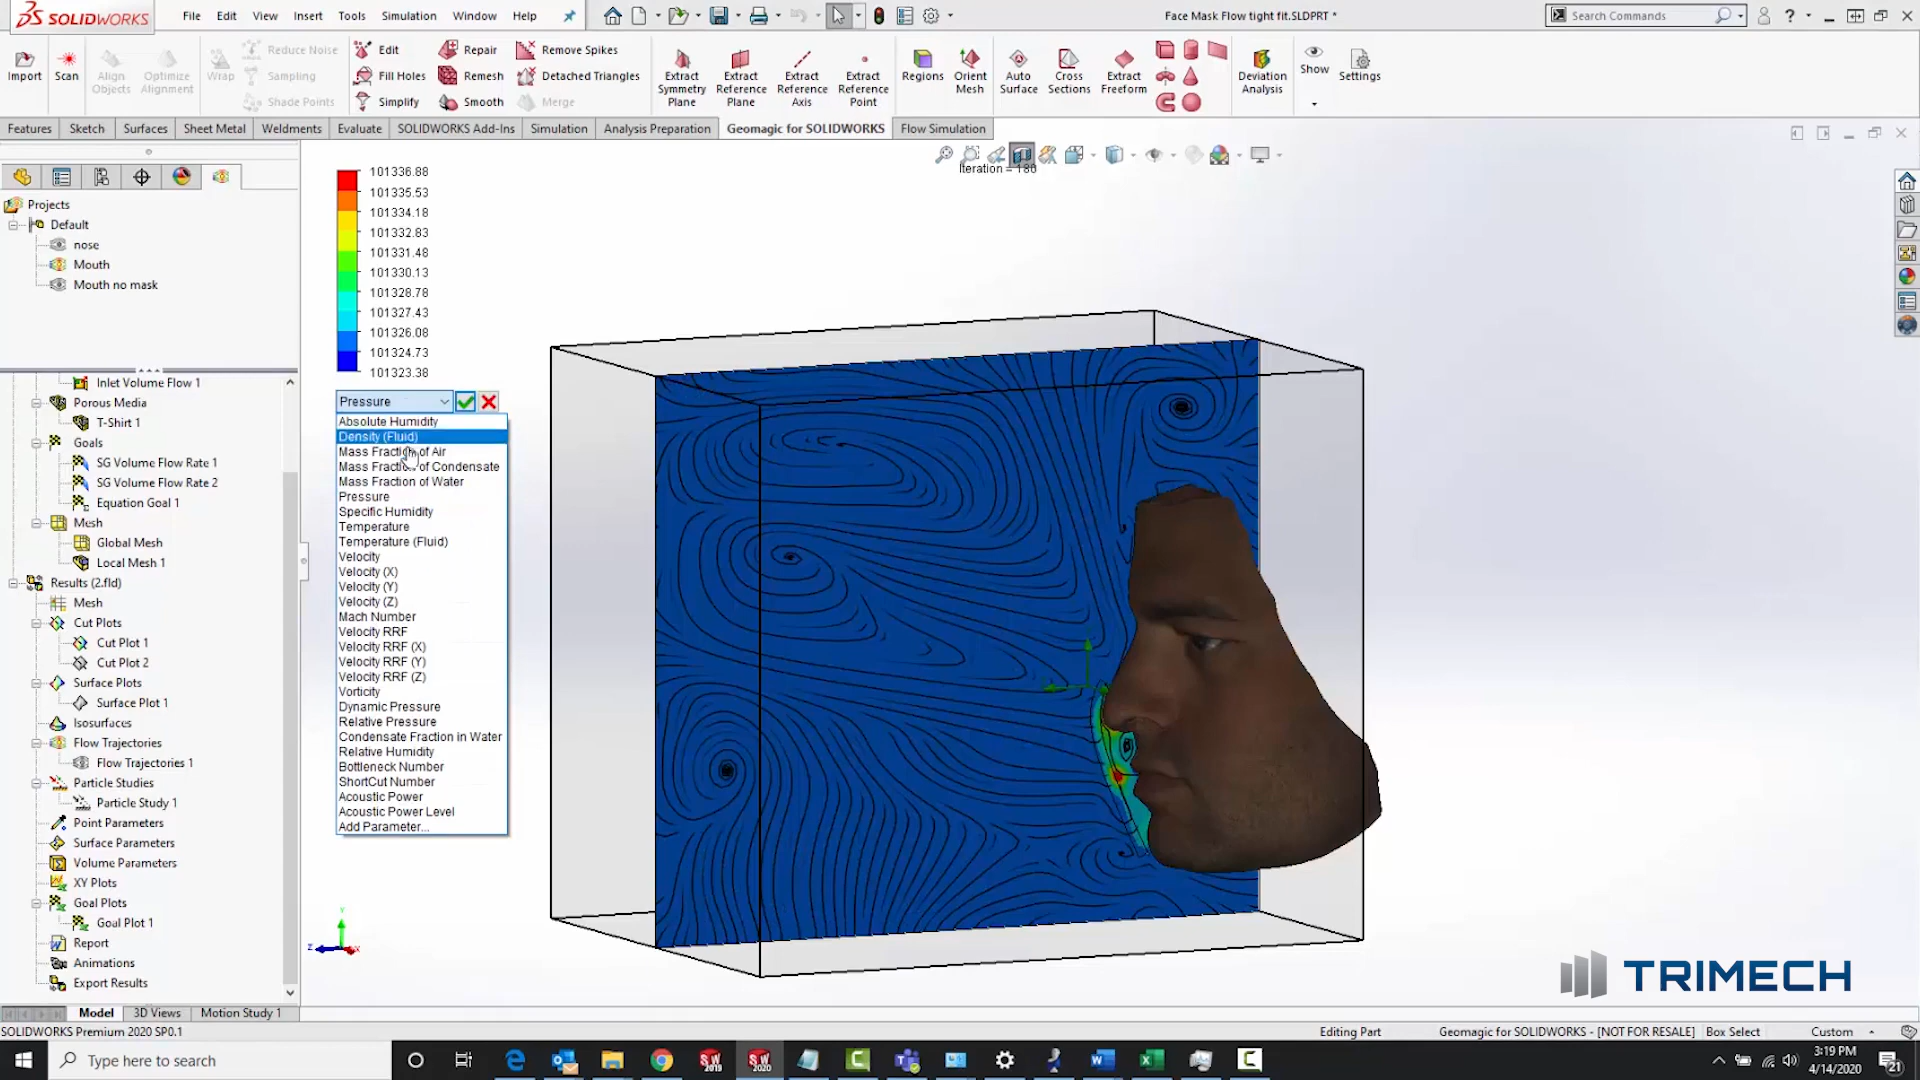 SOLIDWORKS
File Edit View Insert Tools Simulation Window Help
Face Mask Flow tight fit.SLDPRT *
Search Commands
Import
Scan
Align Objects
Optimize Alignment
Wrap
Reduce Noise
Sampling
Shade Points
Edit
Fill Holes
Simplify
Repair
Remesh
Smooth
Remove Spikes
Detached Triangles
Merge
Extract Symmetry Plane
Extract Reference Plane
Extract Reference Axis
Extract Reference Point
Regions
Orient Mesh
Auto Surface
Cross Sections
Extract Freeform
Deviation Analysis
Show
Settings
Features Sketch Surfaces Sheet Metal Weldments Evaluate SOLIDWORKS Add-Ins Simulation Analysis Preparation Geomagic for SOLIDWORKS Flow Simulation
Iteration = 180
Projects
Default
nose
Mouth
Mouth no mask
Inlet Volume Flow 1
Porous Media
T-Shirt 1
Goals
SG Volume Flow Rate 1
SG Volume Flow Rate 2
Equation Goal 1
Mesh
Global Mesh
Local Mesh 1
Results (2.fld)
Mesh
Cut Plots
Cut Plot 1
Cut Plot 2
Surface Plots
Surface Plot 1
Isosurfaces
Flow Trajectories
Flow Trajectories 1
Particle Studies
Particle Study 1
Point Parameters
Surface Parameters
Volume Parameters
XY Plots
Goal Plots
Goal Plot 1
Report
Animations
Export Results
101336.88
101335.53
101334.18
101332.83
101331.48
101330.13
101328.78
101327.43
101326.08
101324.73
101323.38
Pressure
Absolute Humidity
Density (Fluid)
Mass Fraction of Air
Mass Fraction of Condensate
Mass Fraction of Water
Pressure
Specific Humidity
Temperature
Temperature (Fluid)
Velocity
Velocity (X)
Velocity (Y)
Velocity (Z)
Mach Number
Velocity RRF
Velocity RRF (X)
Velocity RRF (Y)
Velocity RRF (Z)
Vorticity
Dynamic Pressure
Relative Pressure
Condensate Fraction in Water
Relative Humidity
Bottleneck Number
ShortCut Number
Acoustic Power
Acoustic Power Level
Add Parameter...
Y
Z
X
TRIMECH
Model 3D Views Motion Study 1
SOLIDWORKS Premium 2020 SP0.1
Editing Part
Geomagic for SOLIDWORKS - [NOT FOR RESALE]
Box Select
Custom
Type here to search
3:19 PM
4/14/2020
21